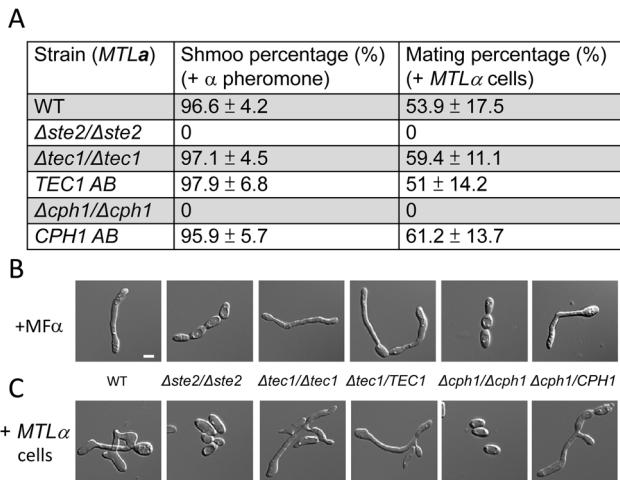 A
Strain (MTLa) Shmoo percentage (%) Mating percentage (%)
(+ α pheromone) (+ MTLα cells)
WT 96.6 ± 4.2 53.9 ± 17.5
Δste2/Δste2 0 0
Δtec1/Δtec1 97.1 ± 4.5 59.4 ± 11.1
TEC1 AB 97.9 ± 6.8 51 ± 14.2
Δcph1/Δcph1 0 0
CPH1 AB 95.9 ± 5.7 61.2 ± 13.7
B
+MFα
WT Δste2/Δste2 Δtec1/Δtec1 Δtec1/TEC1 Δcph1/Δcph1 Δcph1/CPH1
C
+ MTLα
cells